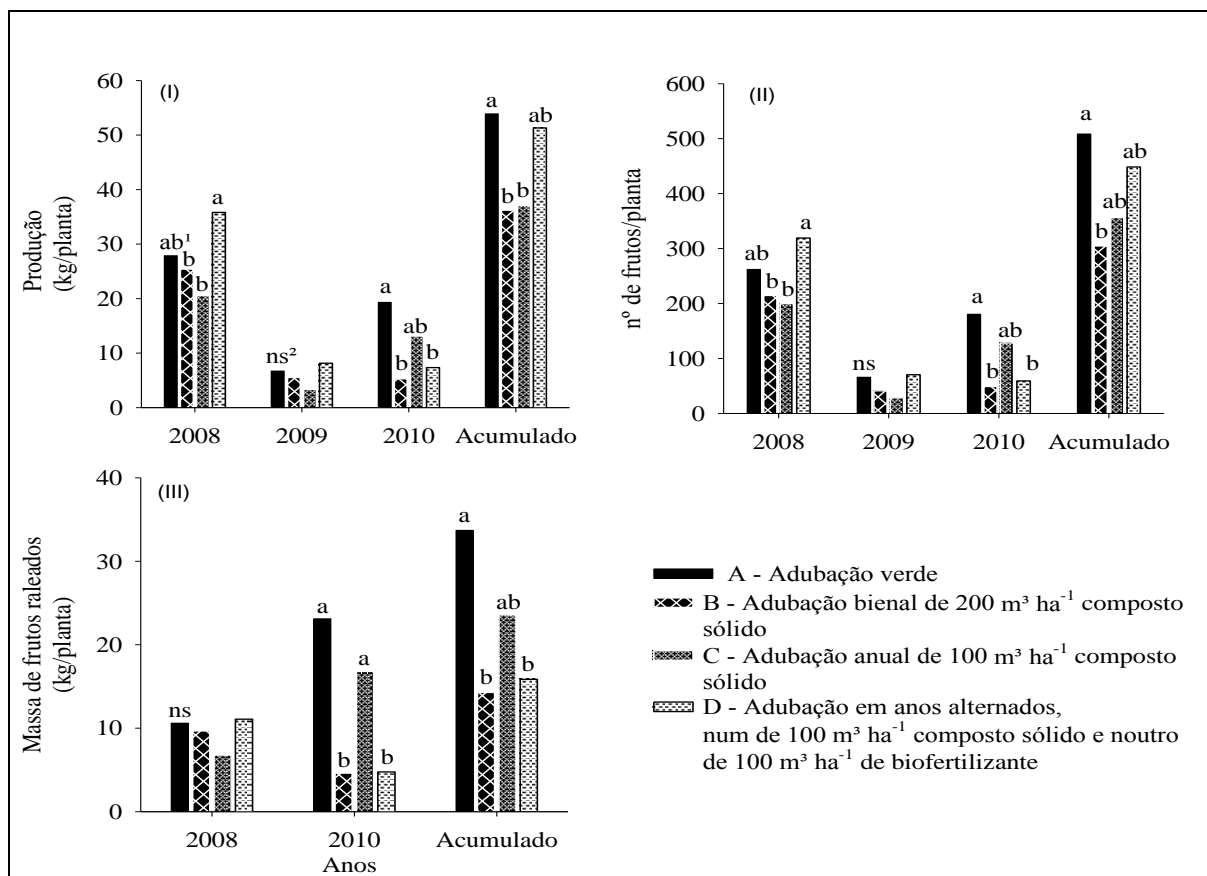 (I)
Produção
(kg/planta)
60
50
40
30
20
10
0
ab¹
b
b
a
ns²
a
b
ab
b
a
b
b
ab
2008
2009
2010
Acumulado
(II)
nº de frutos/planta
600
500
400
300
200
100
0
ab
b
b
a
ns
a
b
ab
b
a
b
ab
ab
2008
2009
2010
Acumulado
(III)
Massa de frutos raleados
(kg/planta)
40
30
20
10
0
ns
a
b
a
b
a
b
ab
b
2008
2010
Acumulado
Anos
A - Adubação verde
B - Adubação bienal de 200 m³ ha⁻¹ composto
sólido
C - Adubação anual de 100 m³ ha⁻¹ composto
sólido
D - Adubação em anos alternados,
num de 100 m³ ha⁻¹ composto sólido e noutro
de 100 m³ ha⁻¹ de biofertilizante